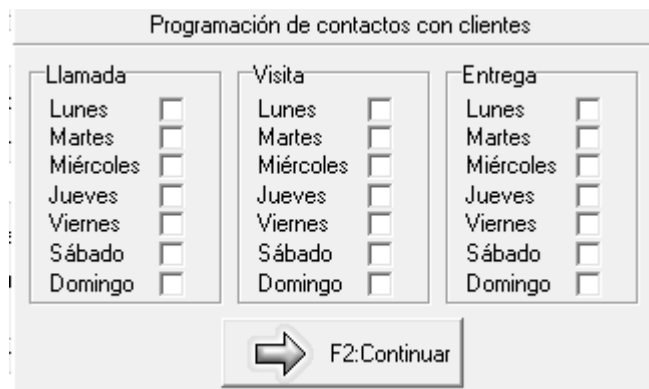 Programación de contactos con clientes
Llamada
Lunes
Martes
Miércoles
Jueves
Viernes
Sábado
Domingo
Visita
Lunes
Martes
Miércoles
Jueves
Viernes
Sábado
Domingo
Entrega
Lunes
Martes
Miércoles
Jueves
Viernes
Sábado
Domingo
F2:Continuar